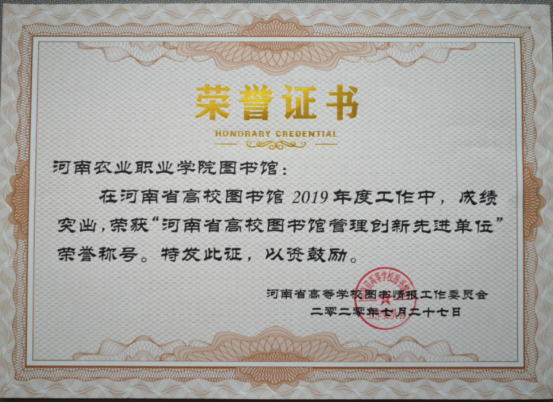 荣誉证书
HONORARY CREDENTIAL
河南农业职业学院图书馆：
在河南省高校图书馆 2019 年度工作中，成绩
突出，荣获“河南省高校图书馆管理创新先进单位”
荣誉称号。特发此证，以资鼓励。
河南省高等学校图书情报工作委员会
二零二零年七月二十七日